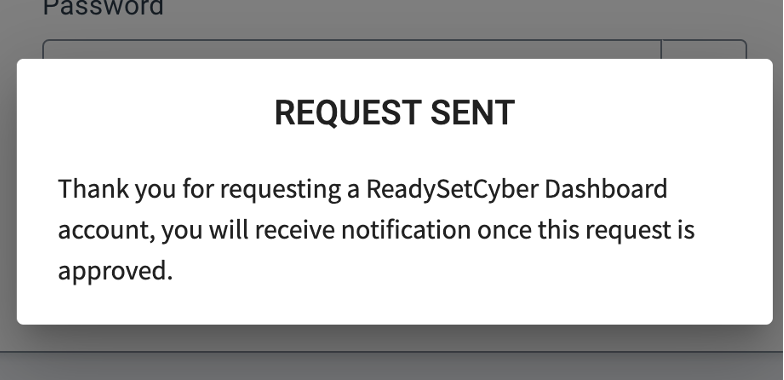 Password
REQUEST SENT
Thank you for requesting a ReadySetCyber Dashboard
account, you will receive notification once this request is
approved.